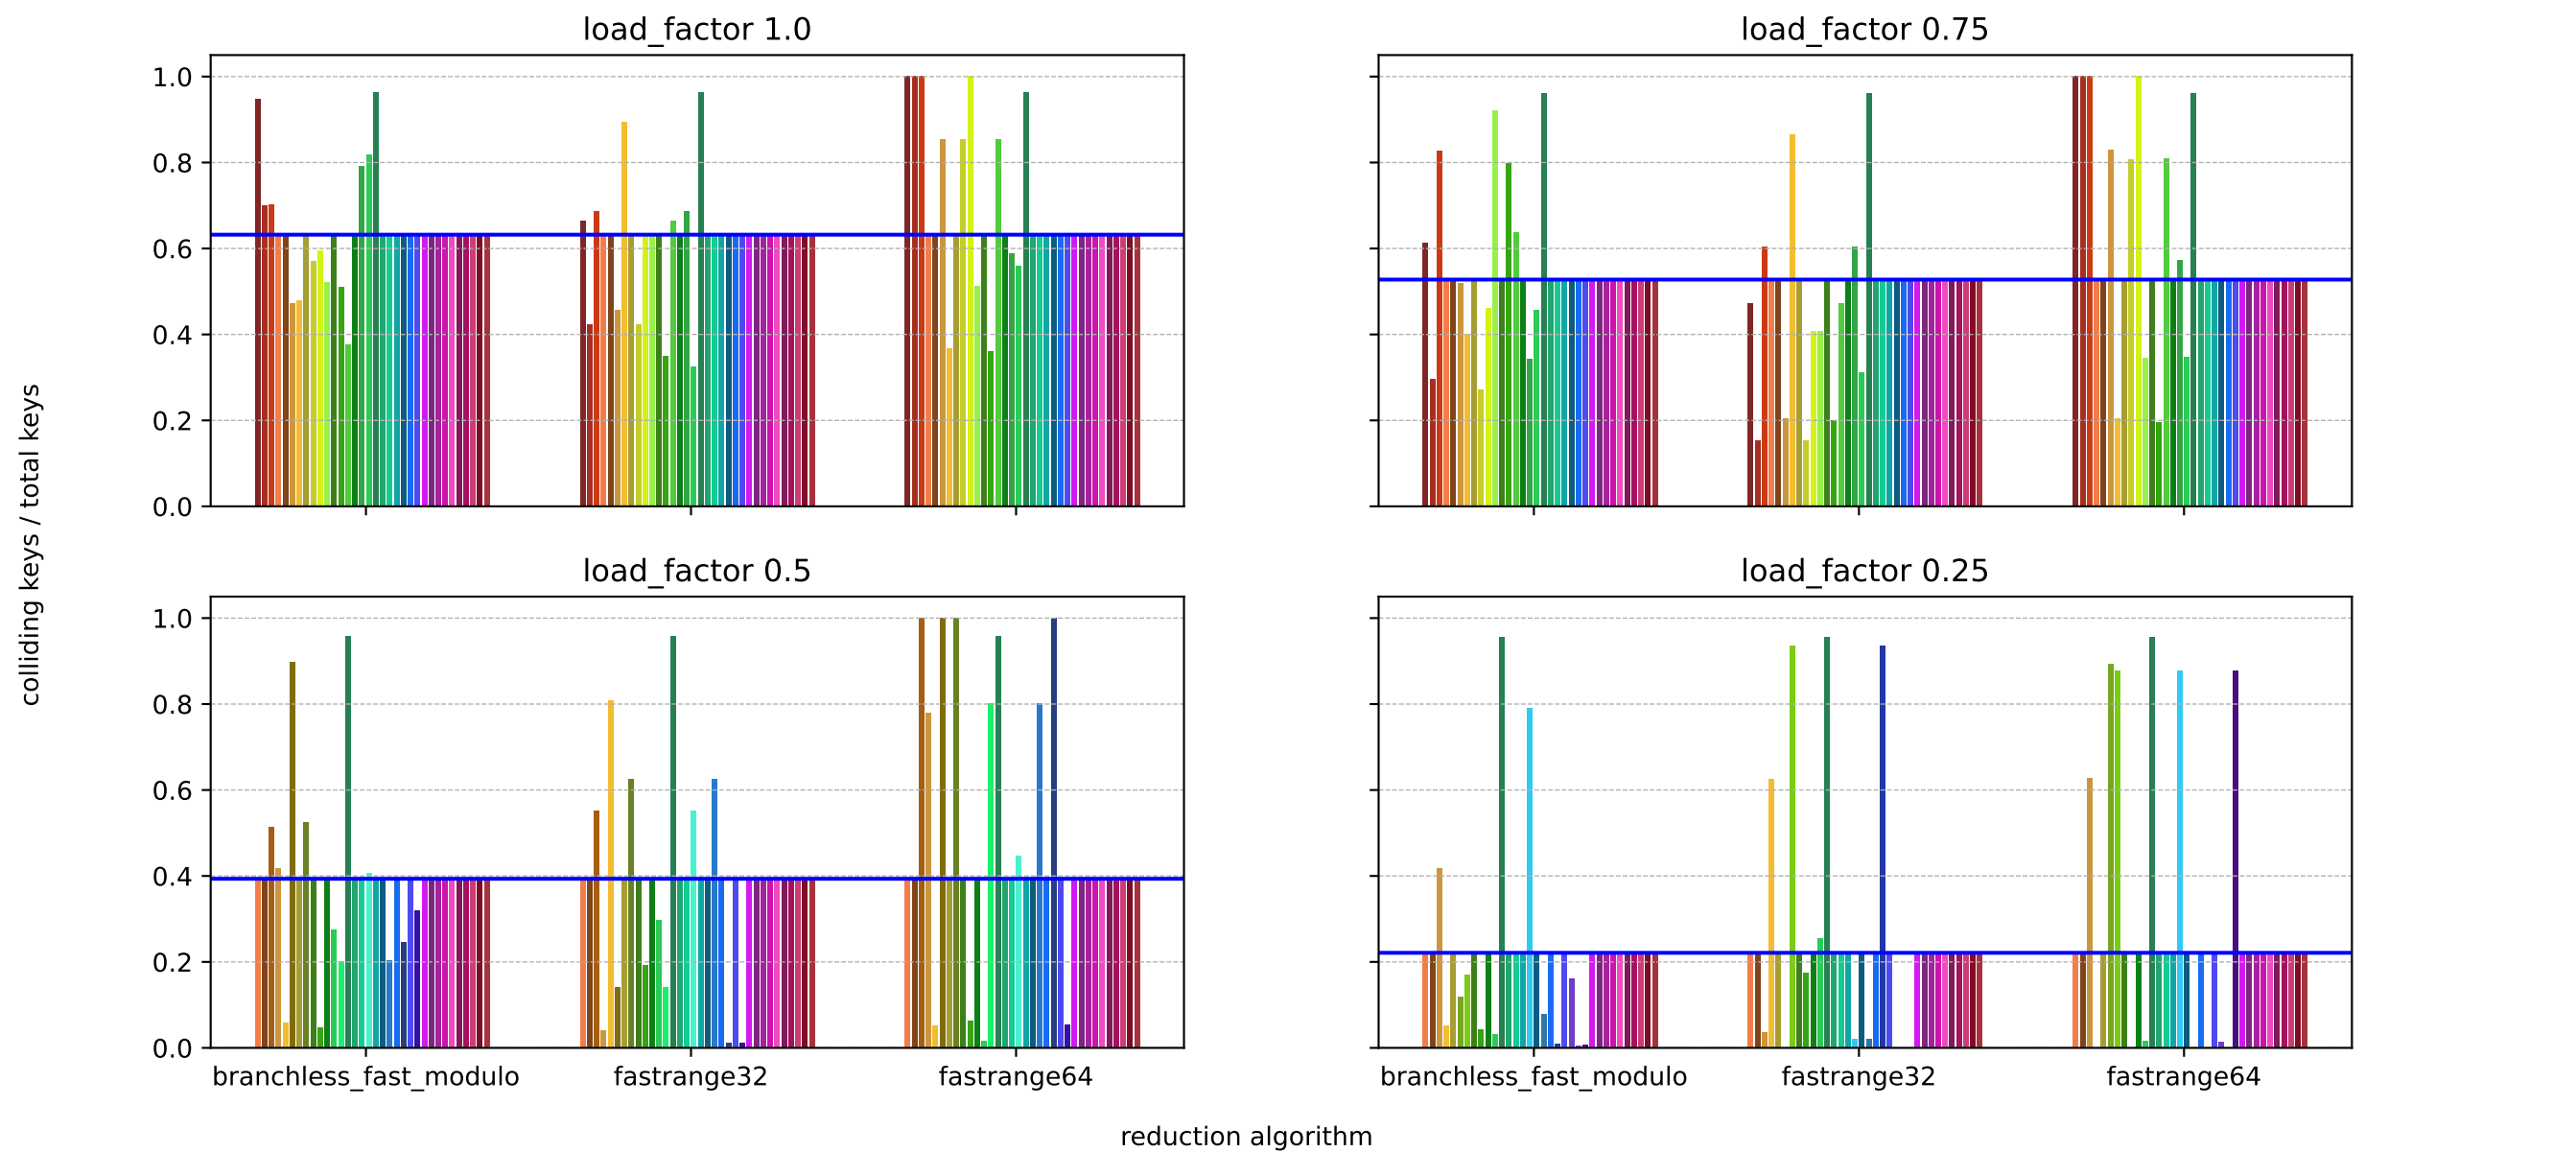 load_factor 1.0
load_factor 0.75
1.0
0.8
0.6
0.4
0.2
0.0
colliding keys / total keys
load_factor 0.5
load_factor 0.25
1.0
0.8
0.6
0.4
0.2
0.0
branchless_fast_modulo fastrange32 fastrange64
branchless_fast_modulo fastrange32 fastrange64
reduction algorithm